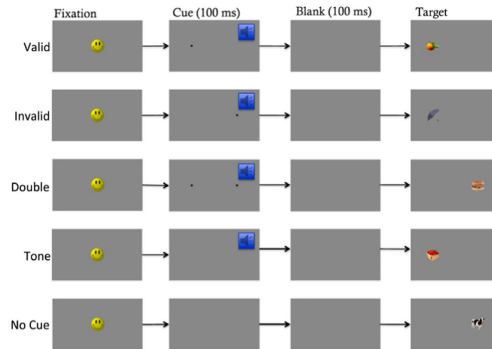 Fixation Cue (100 ms) Blank (100 ms) Target
Valid
Invalid
Double
Tone
No Cue